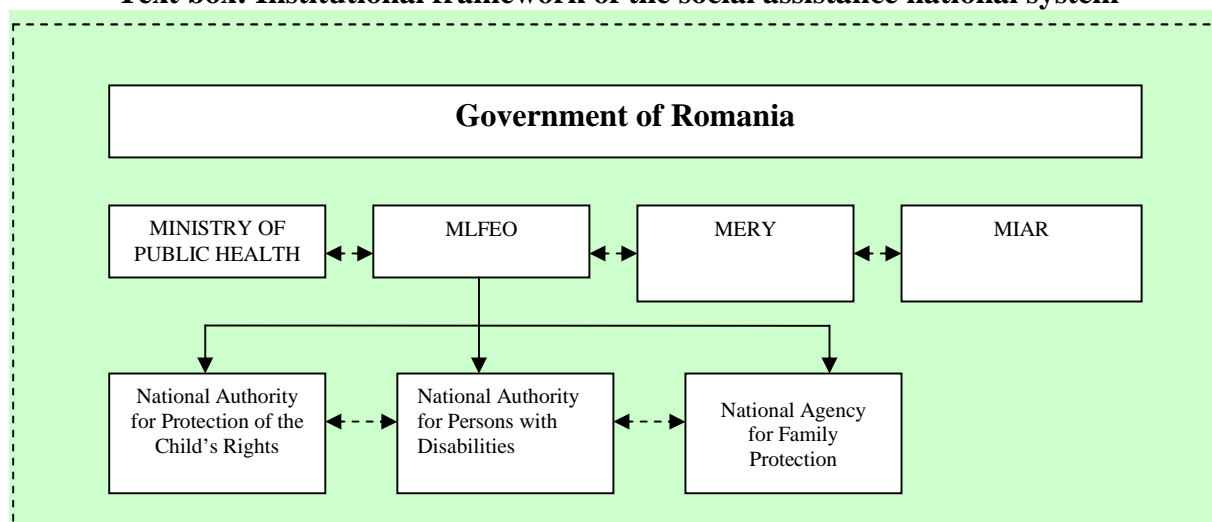 Text box: Institutional framework of the social assistance national system
Government of Romania
MINISTRY OF
PUBLIC HEALTH
MLFEO
MERY
MIAR
National Authority
for Protection of the
Child's Rights
National Authority
for Persons with
Disabilities
National Agency
for Family
Protection